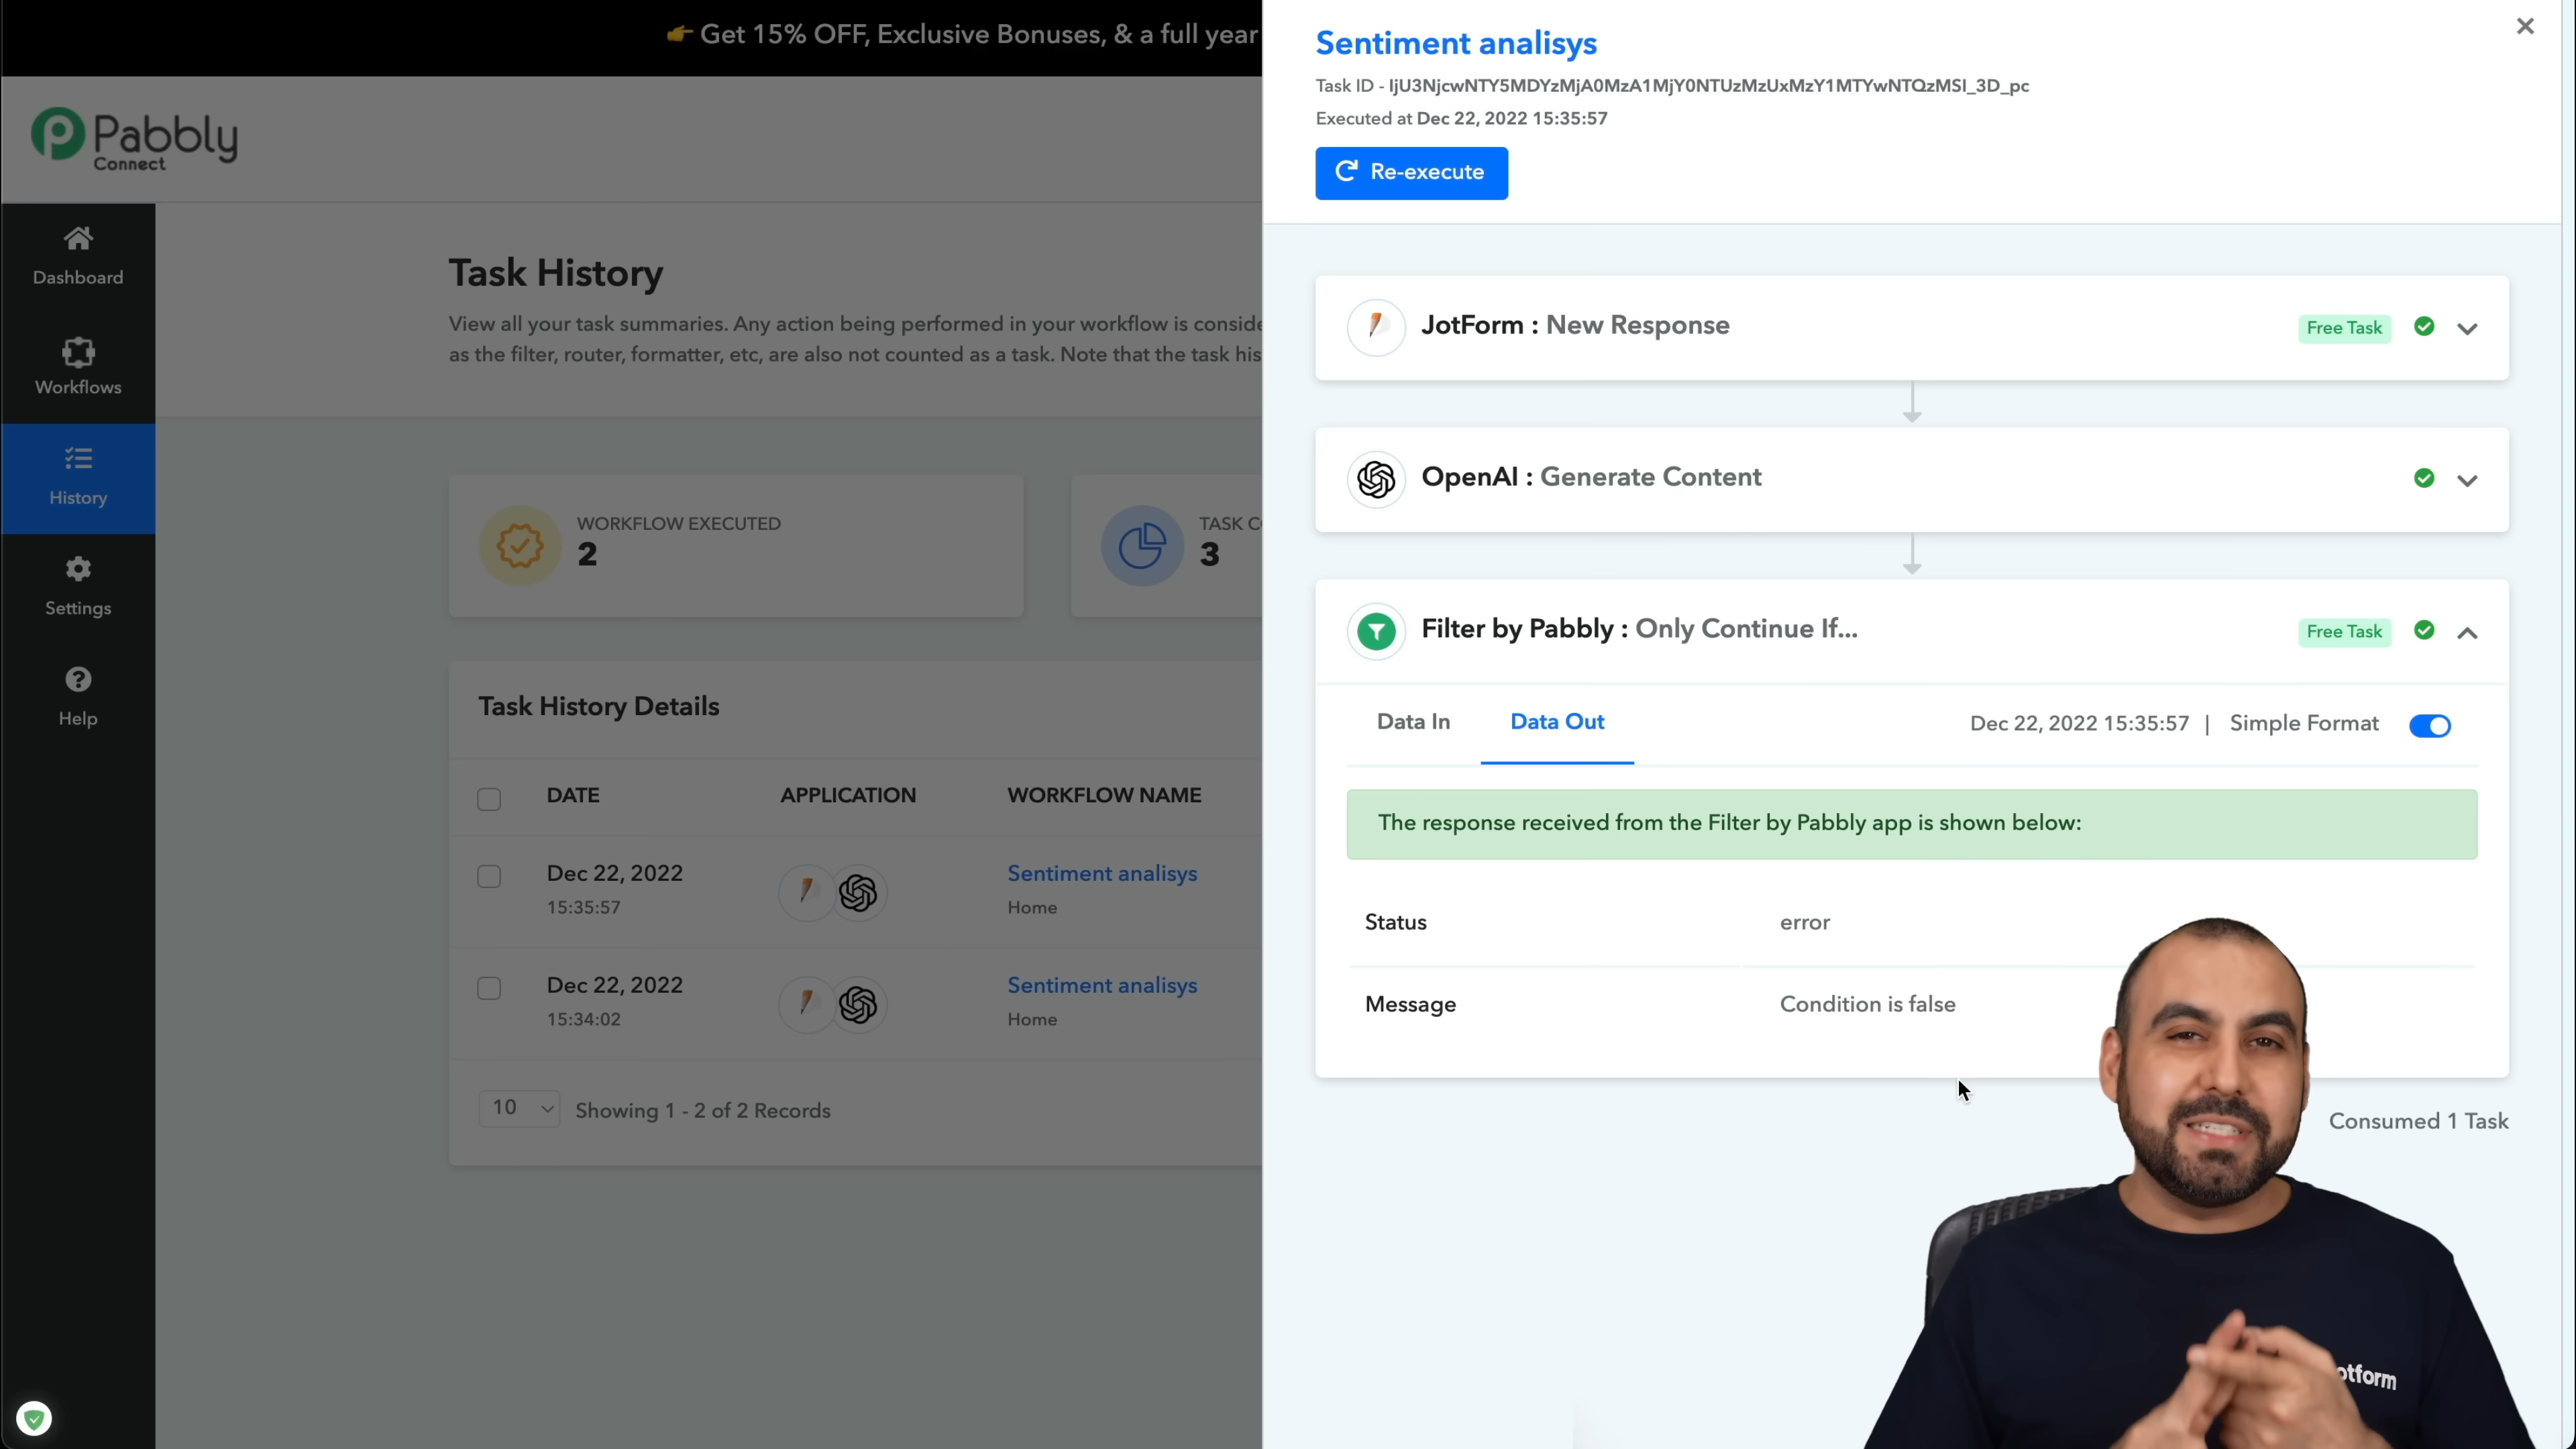 👉 Get 15% OFF, Exclusive Bonuses, & a full year
Pabbly
Connect
Dashboard
Workflows
History
Settings
Help
Task History
View all your task summaries. Any action being performed in your workflow is
as the filter, router, formatter, etc, are also not counted as a task. Note that the task
WORKFLOW EXECUTED
2
TASK
3
Task History Details
DATE
APPLICATION
WORKFLOW NAME
Dec 22, 2022
15:35:57
Sentiment analisys
Home
Dec 22, 2022
15:34:02
Sentiment analisys
Home
10
Showing 1 - 2 of 2 Records
Sentiment analisys
Task ID - IjU3NjcwNTY5MDYzMjA0MzA1MjY0NTUzMzUxMzY1MTYwNTQzMSI_3D_pc
Executed at Dec 22, 2022 15:35:57
Re-execute
JotForm : New Response
Free Task
OpenAI : Generate Content
Filter by Pabbly : Only Continue If...
Free Task
Data In
Data Out
Dec 22, 2022 15:35:57 | Simple Format
The response received from the Filter by Pabbly app is shown below:
Status
error
Message
Condition is false
Consumed 1 Task
otform